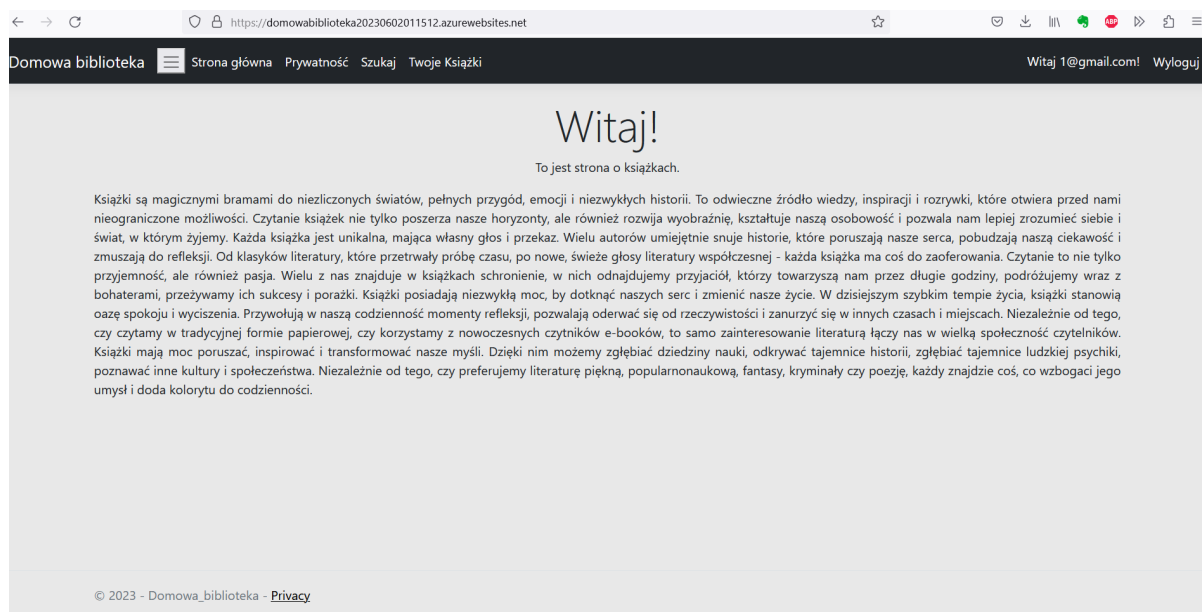 https://domowabiblioteka20230602011512.azurewebsites.net
ABP
Domowa biblioteka Strona główna Prywatność Szukaj Twoje Książki Witaj 1@gmail.com! Wyloguj
Witaj!
To jest strona o książkach.
Książki są magicznymi bramami do niezliczonych światów, pełnych przygód, emocji i niezwykłych historii. To odwieczne źródło wiedzy, inspiracji i rozrywki, które otwiera przed nami
nieograniczone możliwości. Czytanie książek nie tylko poszerza nasze horyzonty, ale również rozwija wyobraźnię, kształtuje naszą osobowość i pozwala nam lepiej zrozumieć siebie i
świat, w którym żyjemy. Każda książka jest unikalna, mająca własny głos i przekaz. Wielu autorów umiejętnie snuje historie, które poruszają nasze serca, pobudzają naszą ciekawość i
zmuszają do refleksji. Od klasyków literatury, które przetrwały próbę czasu, po nowe, świeże głosy literatury współczesnej - każda książka ma coś do zaoferowania. Czytanie to nie tylko
przyjemność, ale również pasja. Wielu z nas znajduje w książkach schronienie, w nich odnajdujemy przyjaciół, którzy towarzyszą nam przez długie godziny, podróżujemy wraz z
bohaterami, przeżywamy ich sukcesy i porażki. Książki posiadają niezwykłą moc, by dotknąć naszych serc i zmienić nasze życie. W dzisiejszym szybkim tempie życia, książki stanowią
oazę spokoju i wyciszenia. Przywołują w naszą codzienność momenty refleksji, pozwalają oderwać się od rzeczywistości i zanurzyć się w innych czasach i miejscach. Niezależnie od tego,
czy czytamy w tradycyjnej formie papierowej, czy korzystamy z nowoczesnych czytników e-booków, to samo zainteresowanie literaturą łączy nas w wielką społeczność czytelników.
Książki mają moc poruszać, inspirować i transformować nasze myśli. Dzięki nim możemy zgłębiać dziedziny nauki, odkrywać tajemnice historii, zgłębiać tajemnice ludzkiej psychiki,
poznawać inne kultury i społeczeństwa. Niezależnie od tego, czy preferujemy literaturę piękną, popularnonaukową, fantasy, kryminały czy poezję, każdy znajdzie coś, co wzbogaci jego
umysł i doda kolorytu do codzienności.
© 2023 - Domowa_biblioteka - Privacy